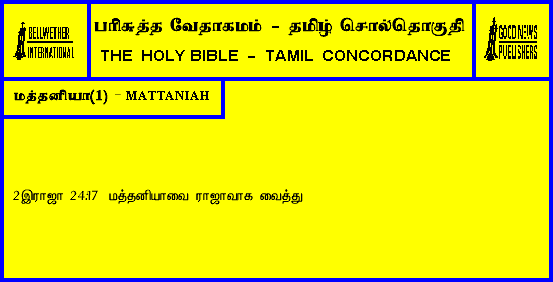 BELLWETHER
INTERNATIONAL
பரிசுத்த வேதாகமம் - தமிழ் சொல்தொகுதி
THE HOLY BIBLE - TAMIL CONCORDANCE
GOOD NEWS
PUBLISHERS
மத்தனியா(1) - MATTANIAH
2இராஜா 24:17 மத்தனியாவை ராஜாவாக வைத்து